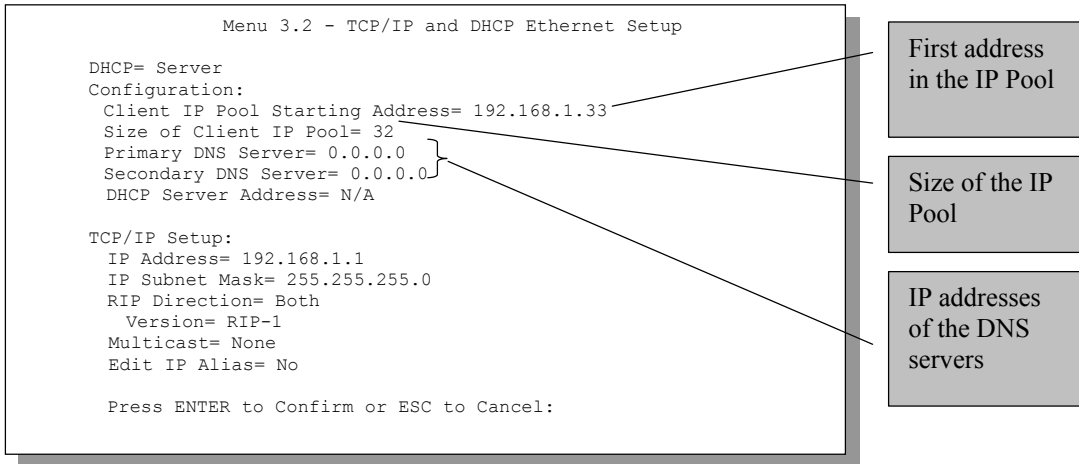 Menu 3.2 - TCP/IP and DHCP Ethernet Setup
DHCP= Server
Configuration:
Client IP Pool Starting Address= 192.168.1.33
Size of Client IP Pool= 32
Primary DNS Server= 0.0.0.0
Secondary DNS Server= 0.0.0.0
DHCP Server Address= N/A
TCP/IP Setup:
IP Address= 192.168.1.1
IP Subnet Mask= 255.255.255.0
RIP Direction= Both
Version= RIP-1
Multicast= None
Edit IP Alias= No
Press ENTER to Confirm or ESC to Cancel:
First address
in the IP Pool
Size of the IP
Pool
IP addresses
of the DNS
servers